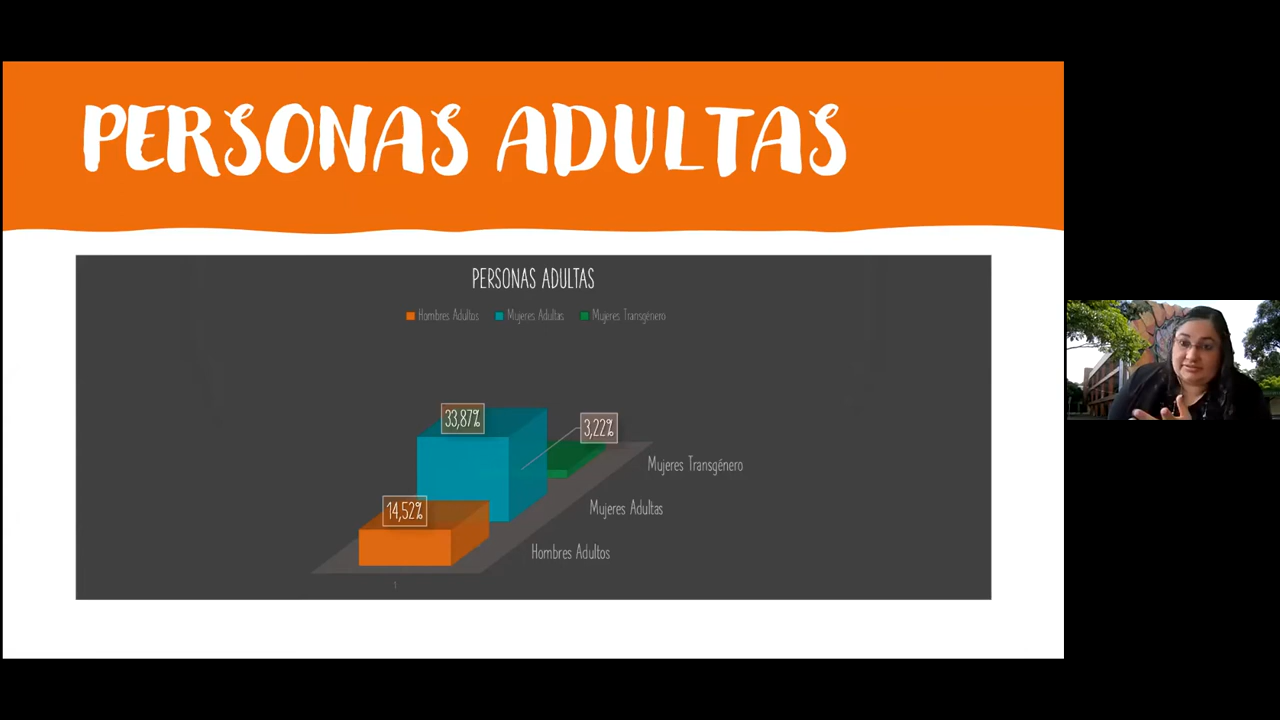 PERSONAS ADULTAS
PERSONAS ADULTAS
Hombres Adultos Mujeres Adultas Mujeres Transgénero
33,87%
3,22%
14,52%
Mujeres Transgénero
Mujeres Adultas
Hombres Adultos
1